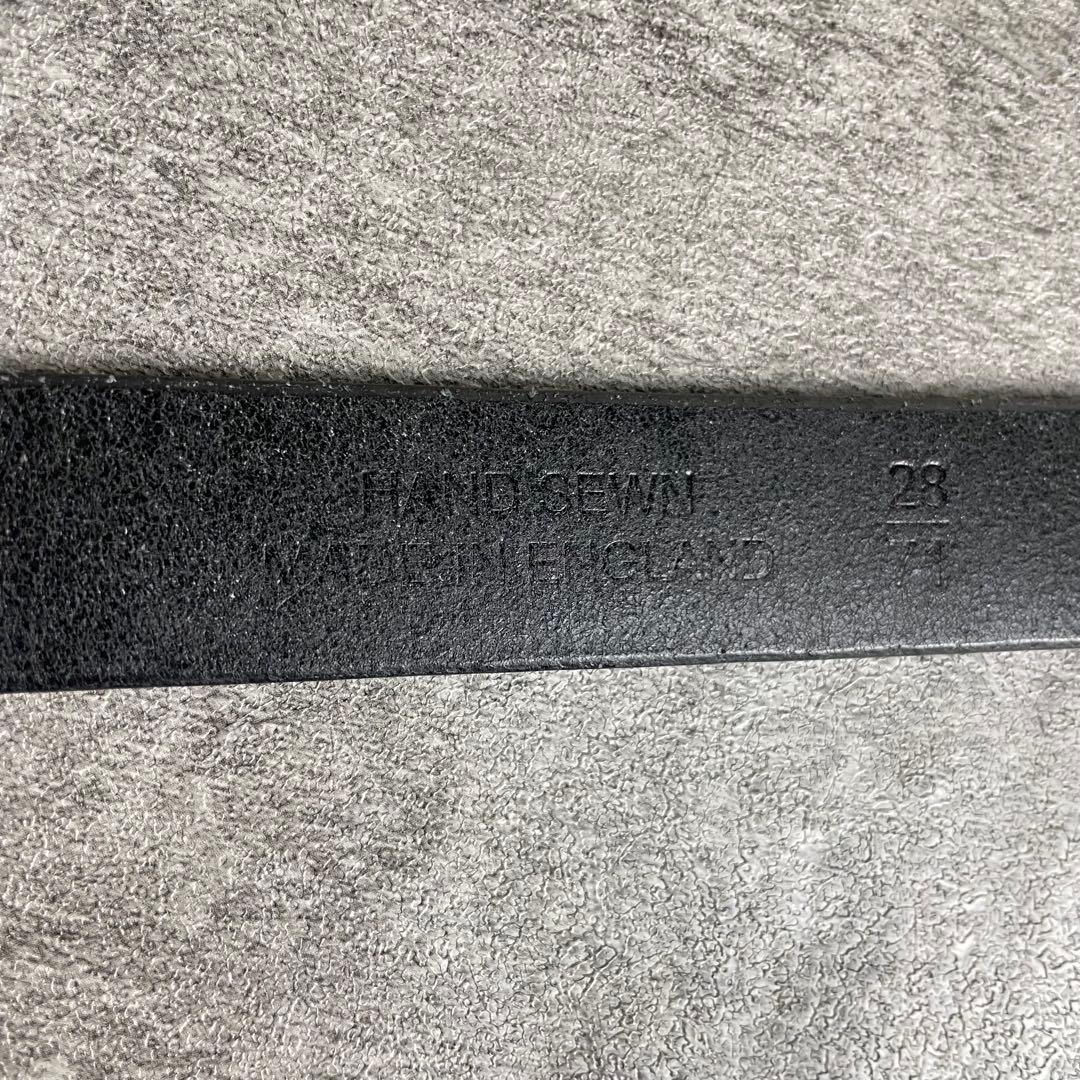 HAND SEWN
MADE IN ENGLAND
28
71